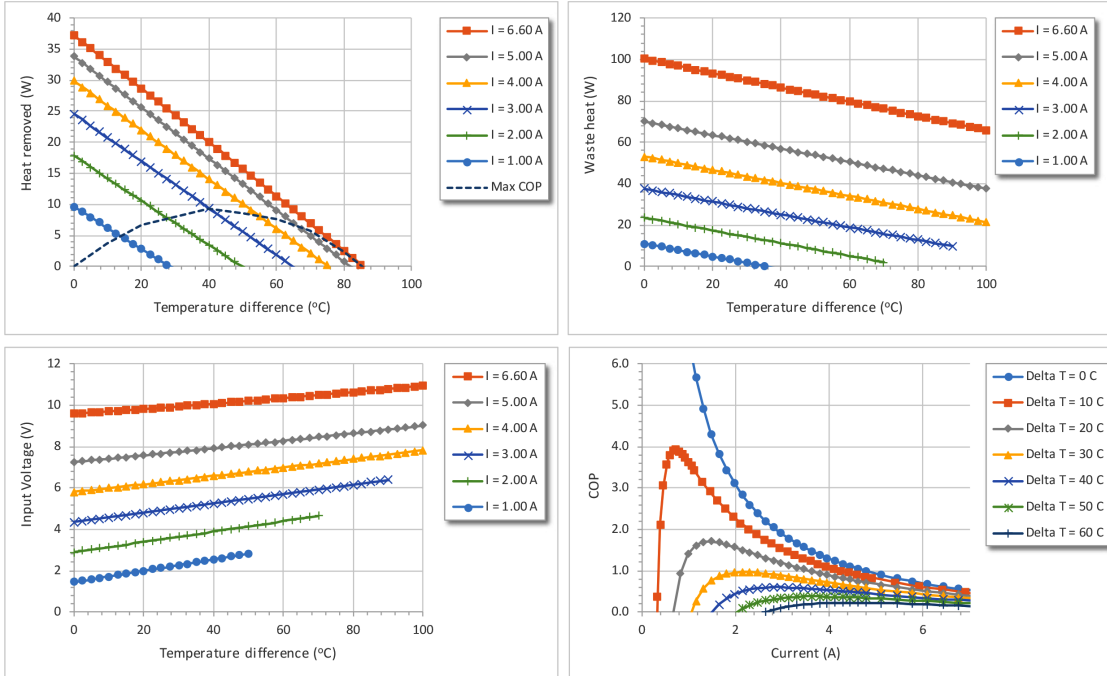 40
35
30
25
20
15
10
5
0
Heat removed (W)
0 20 40 60 80 100
Temperature difference (°C)
I = 6.60 A
I = 5.00 A
I = 4.00 A
I = 3.00 A
I = 2.00 A
I = 1.00 A
Max COP
120
100
80
60
40
20
0
Waste heat (W)
0 20 40 60 80 100
Temperature difference (°C)
I = 6.60 A
I = 5.00 A
I = 4.00 A
I = 3.00 A
I = 2.00 A
I = 1.00 A
12
10
8
6
4
2
0
Input Voltage (V)
0 20 40 60 80 100
Temperature difference (°C)
I = 6.60 A
I = 5.00 A
I = 4.00 A
I = 3.00 A
I = 2.00 A
I = 1.00 A
6.0
5.0
4.0
3.0
2.0
1.0
0.0
COP
0 2 4 6
Current (A)
Delta T = 0 C
Delta T = 10 C
Delta T = 20 C
Delta T = 30 C
Delta T = 40 C
Delta T = 50 C
Delta T = 60 C